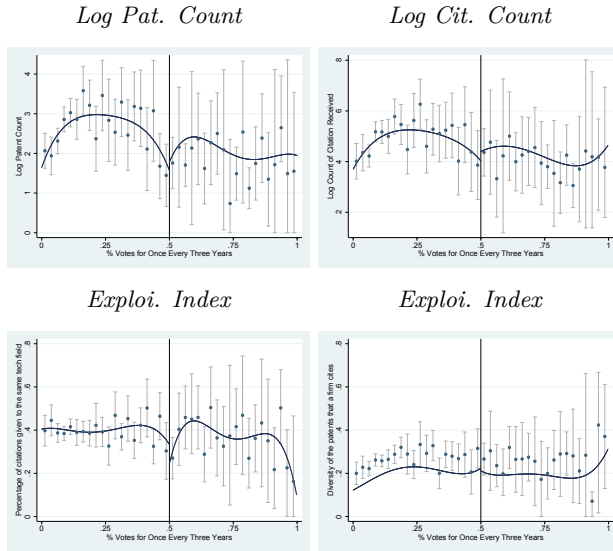 Log Pat. Count
Log Cit. Count
Log Patent Count
0 1 2 3 4
0 .25 .5 .75 1
% Votes for Once Every Three Years
Log Count of Citation Received
2 4 6 8
0 .25 .5 .75 1
% Votes for Once Every Three Years
Exploi. Index
Exploi. Index
Percentage of citations given to the same tech field
0 .2 .4 .6 .8
0 .25 .5 .75 1
% Votes for Once Every Three Years
Diversity of the patents that a firm cites
0 .2 .4 .6 .8
0 .25 .5 .75 1
% Votes for Once Every Three Years